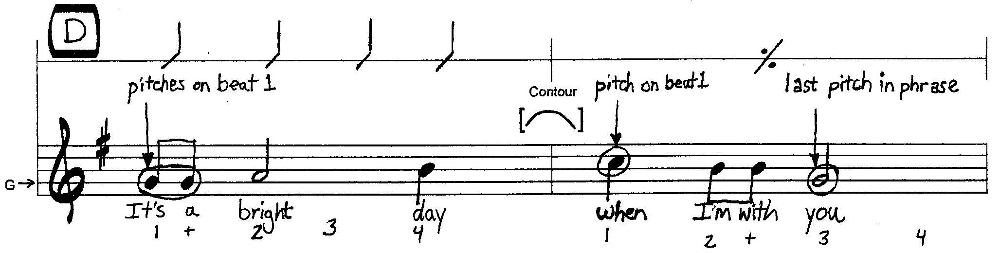 D
pitches on beat 1
Contour
pitch on beat 1
last pitch in phrase
G
It's a bright day when I'm with you
1 + 2 3 4 1 2 + 3 4